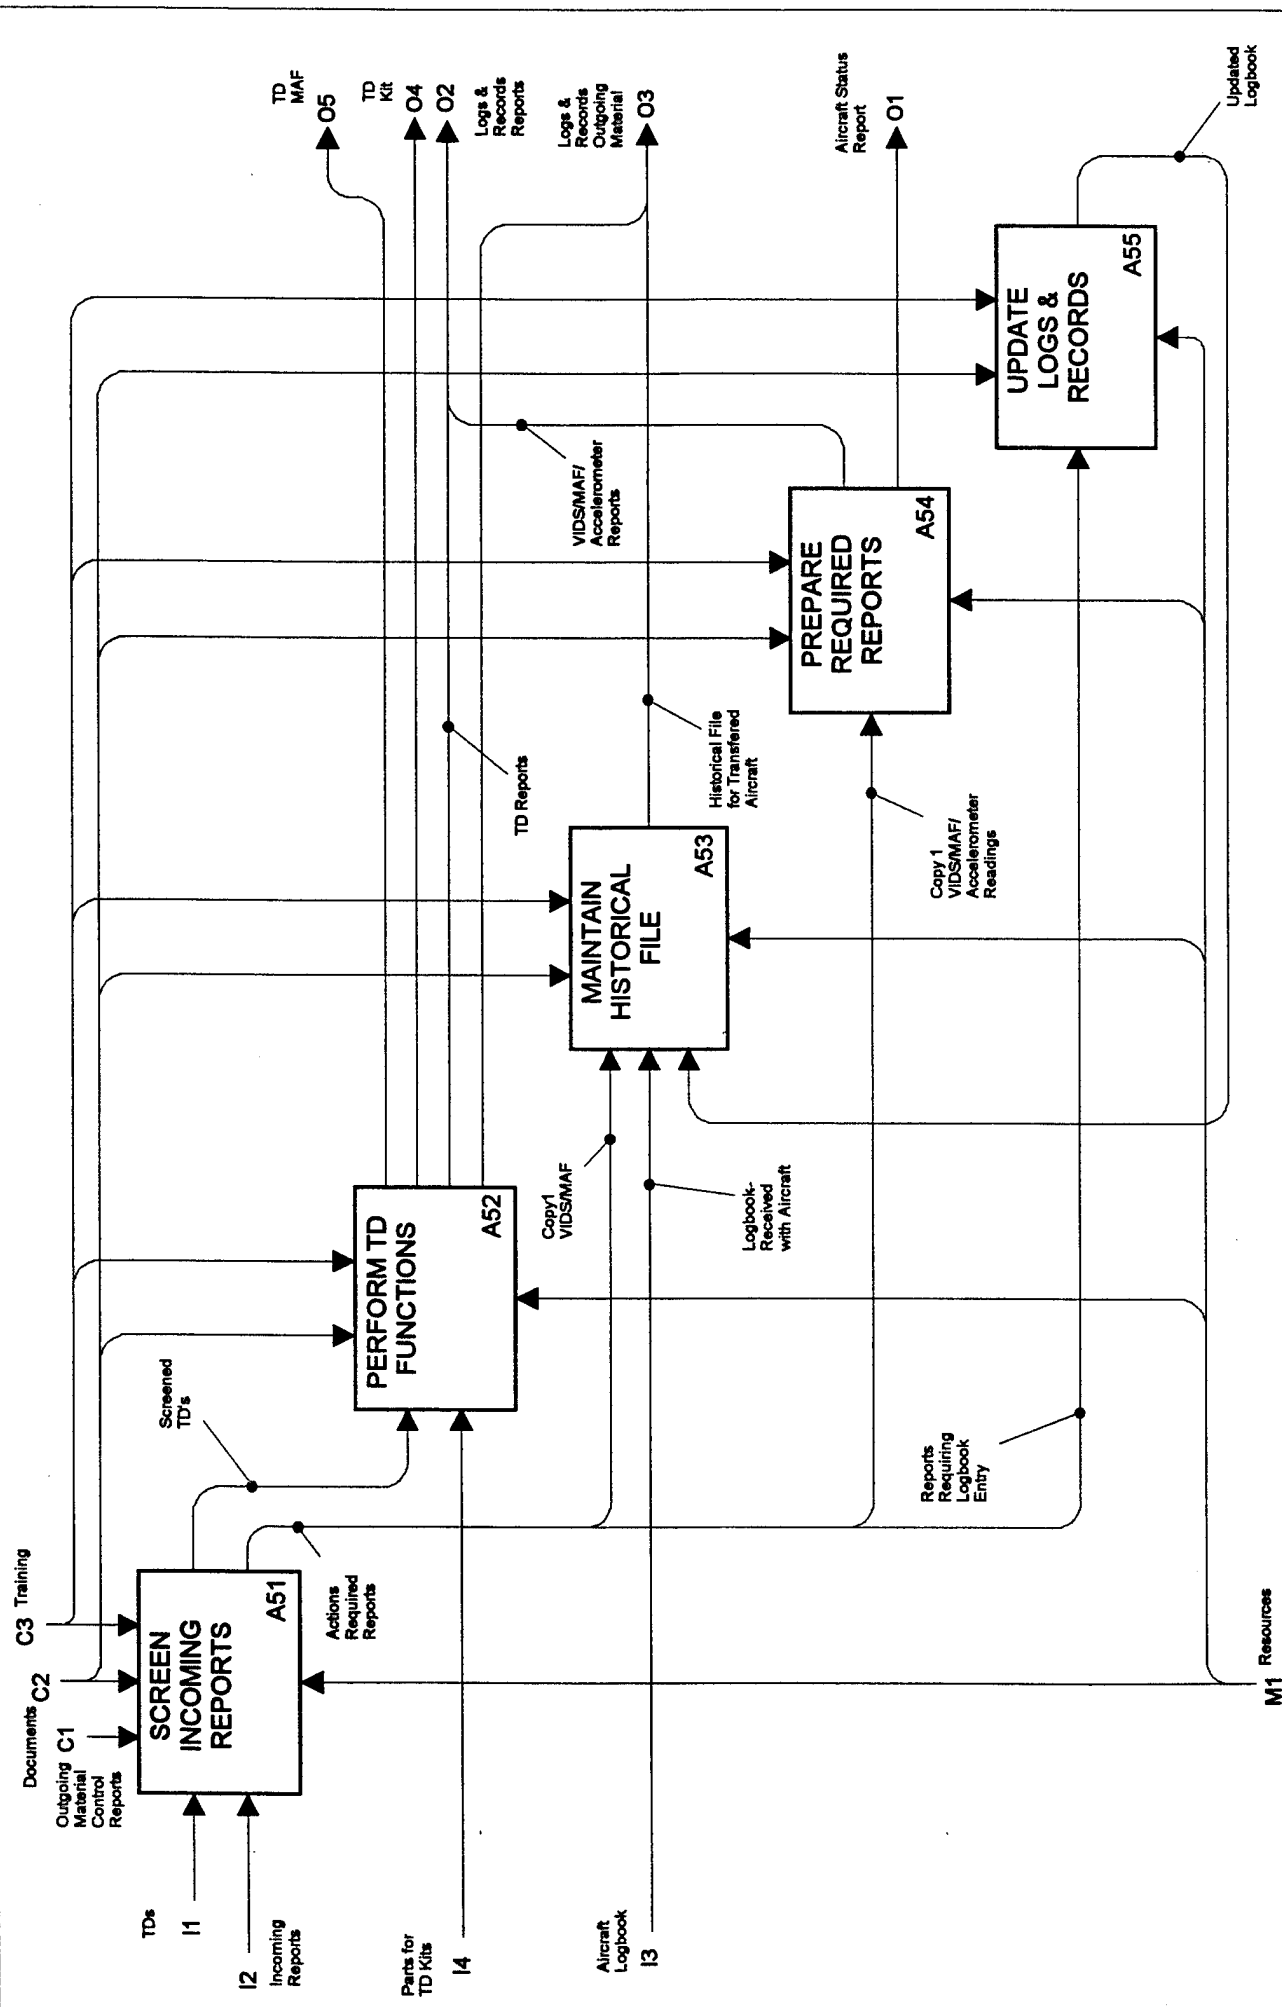 Documents
C2
C3
Training
Outgoing
Material
Control
Reports
C1
TDs
I1
I2
Incoming
Reports
SCREEN
INCOMING
REPORTS
A51
Screened
TD's
Actions
Required
Reports
Parts for
TD Kits
I4
PERFORM TD
FUNCTIONS
A52
TD
MAF
O5
TD
Kit
O4
O2
Logs &
Records
Reports
Logs &
Records
Outgoing
Material
O3
Aircraft
Logbook
I3
Copy1
VIDS/MAF
Logbook-
Received
with Aircraft
MAINTAIN
HISTORICAL
FILE
A53
TD Reports
Historical File
for Transfered
Aircraft
VIDS/MAF/
Accelerometer
Reports
Copy 1
VIDS/MAF/
Accelerometer
Readings
PREPARE
REQUIRED
REPORTS
A54
Aircraft Status
Report
O1
Reports
Requiring
Logbook
Entry
UPDATE
LOGS &
RECORDS
A55
Updated
Logbook
M1
Resources